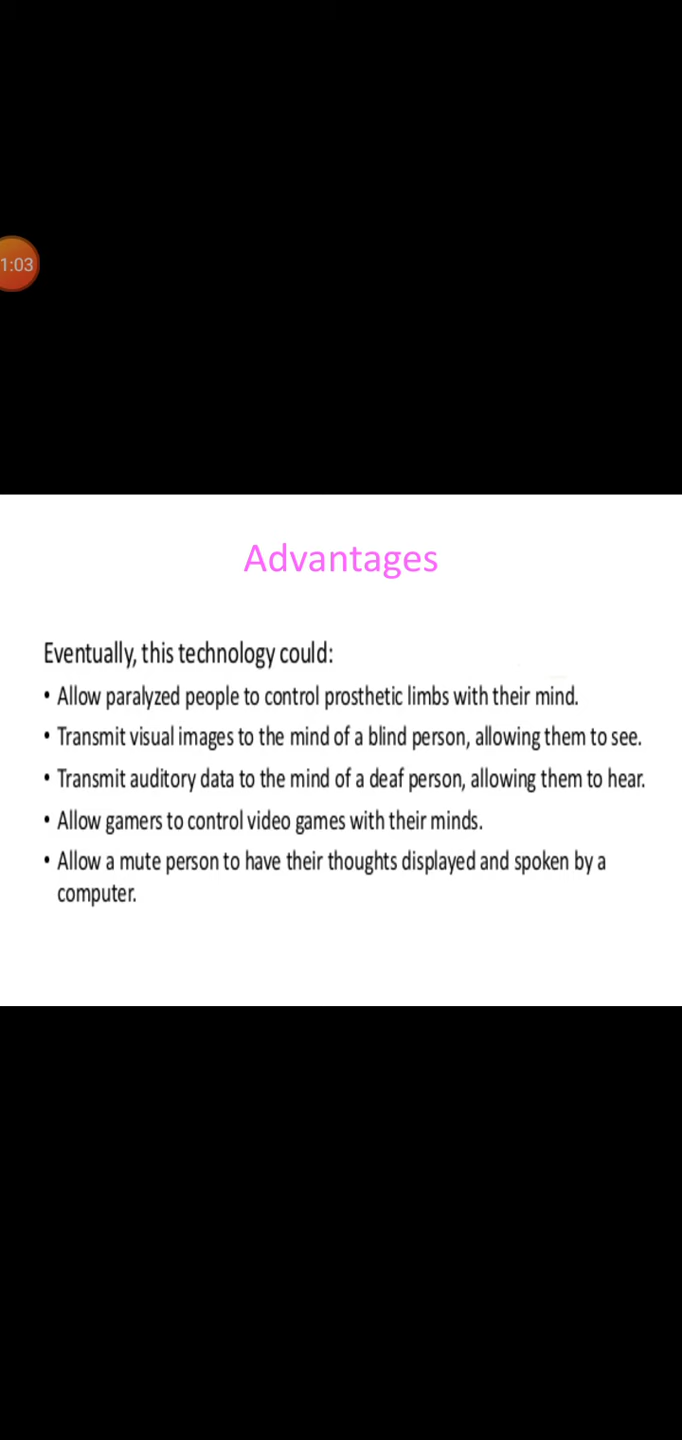 1:03
Advantages
Eventually, this technology could:
• Allow paralyzed people to control prosthetic limbs with their mind.
• Transmit visual images to the mind of a blind person, allowing them to see.
• Transmit auditory data to the mind of a deaf person, allowing them to hear.
• Allow gamers to control video games with their minds.
• Allow a mute person to have their thoughts displayed and spoken by a
computer.